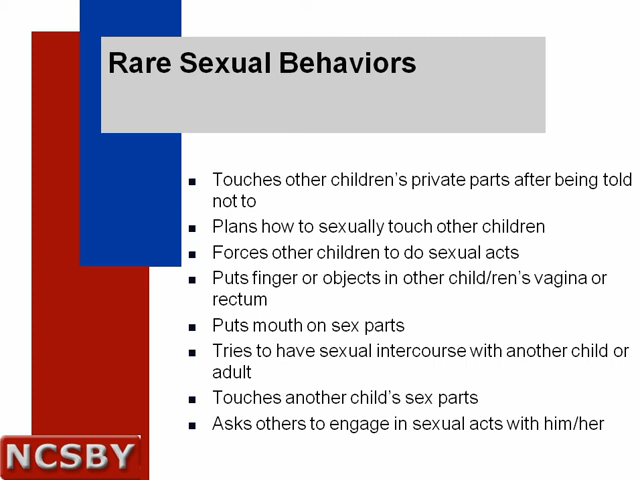 Rare Sexual Behaviors
Touches other children's private parts after being told
not to
Plans how to sexually touch other children
Forces other children to do sexual acts
Puts finger or objects in other child/ren's vagina or
rectum
Puts mouth on sex parts
Tries to have sexual intercourse with another child or
adult
Touches another child's sex parts
Asks others to engage in sexual acts with him/her
NCSBY